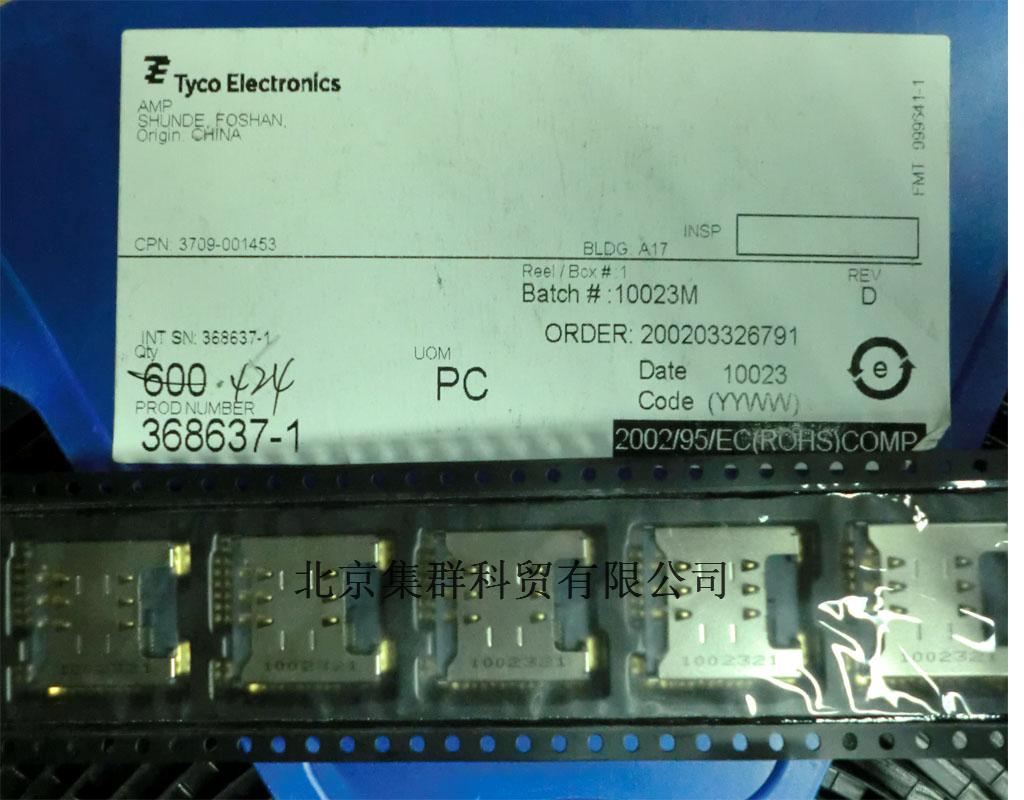 Tyco Electronics
AMP
SHUNDE, FOSHAN,
Origin: CHINA
FMT 999641-1
CPN: 3709-001453
BLDG. A17
INSP
Reel / Box # :1
Batch # :10023M
REV
D
ORDER: 200203326791
INT SN: 368637-1
Qty
600 .424
UOM
PC
Date 10023
Code (YYWW)
e
PROD NUMBER
368637-1
2002/95/EC(ROHS)COMP
北京集群科贸有限公司
1002321
1002321
1002321
1002321
1002321